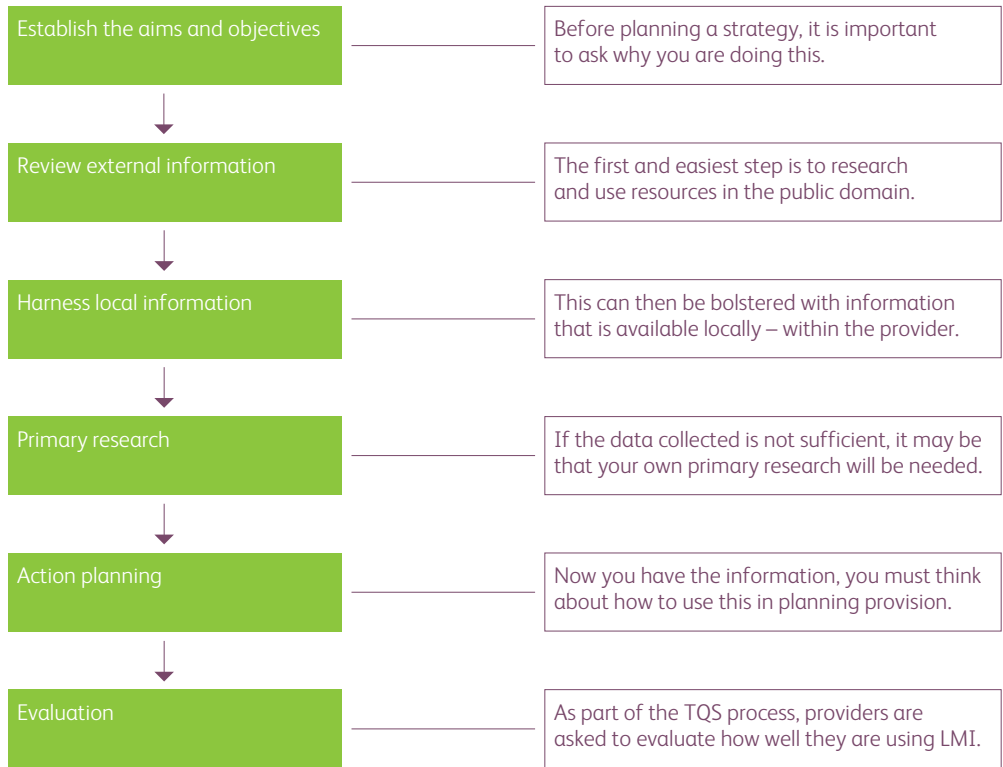 Establish the aims and objectives
Before planning a strategy, it is important
to ask why you are doing this.
Review external information
The first and easiest step is to research
and use resources in the public domain.
Harness local information
This can then be bolstered with information
that is available locally – within the provider.
Primary research
If the data collected is not sufficient, it may be
that your own primary research will be needed.
Action planning
Now you have the information, you must think
about how to use this in planning provision.
Evaluation
As part of the TQS process, providers are
asked to evaluate how well they are using LMI.